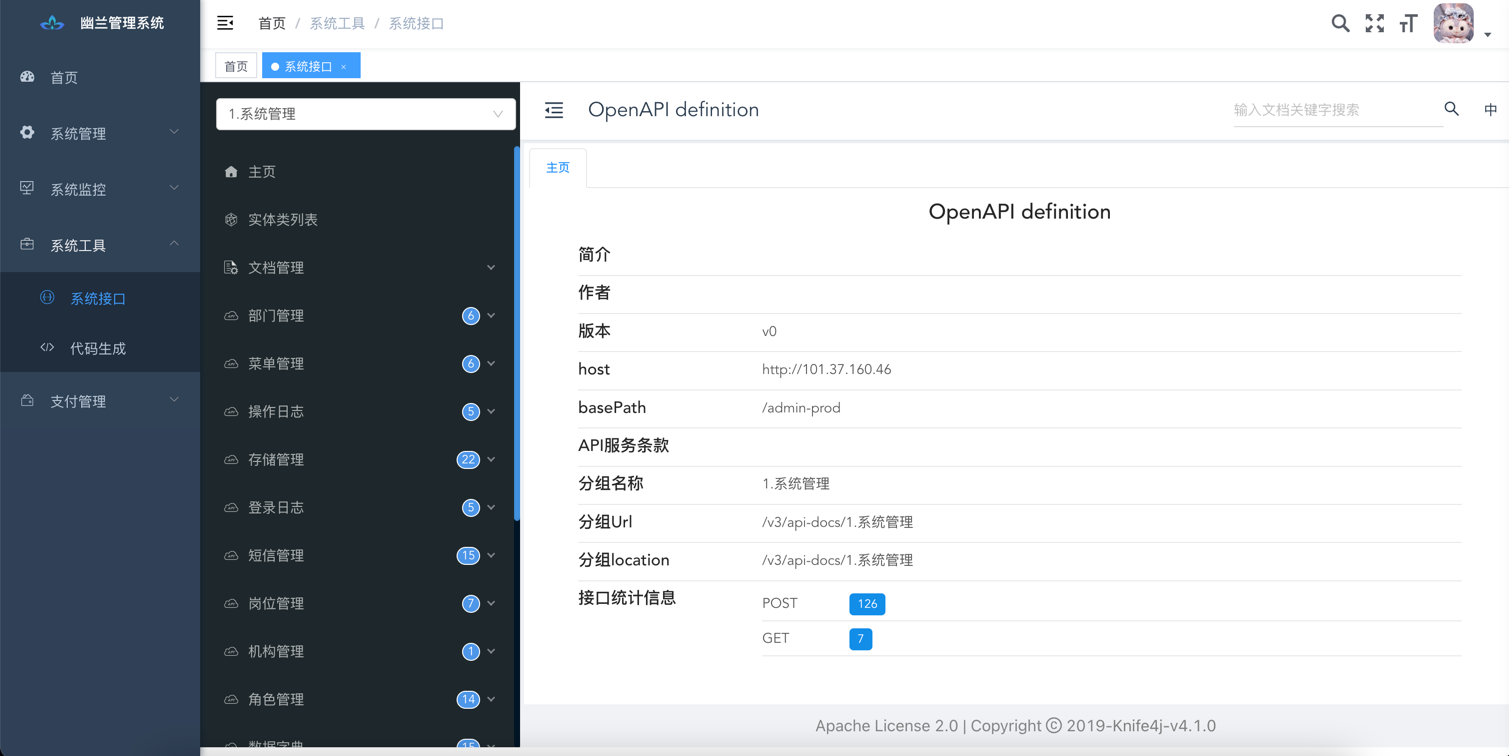 幽兰管理系统
首页
系统管理
系统监控
系统工具
系统接口
代码生成
支付管理
首页 / 系统工具 / 系统接口
首页
系统接口 ×
1.系统管理
主页
实体类列表
文档管理
部门管理 6
菜单管理 6
操作日志 5
存储管理 22
登录日志 5
短信管理 15
岗位管理 7
机构管理 1
角色管理 14
数据字典 15
OpenAPI definition
输入文档关键字搜索
中
主页
OpenAPI definition
简介
作者
版本 v0
host http://101.37.160.46
basePath /admin-prod
API服务条款
分组名称 1.系统管理
分组Url /v3/api-docs/1.系统管理
分组location /v3/api-docs/1.系统管理
接口统计信息
POST 126
GET 7
Apache License 2.0 | Copyright © 2019-Knife4j-v4.1.0